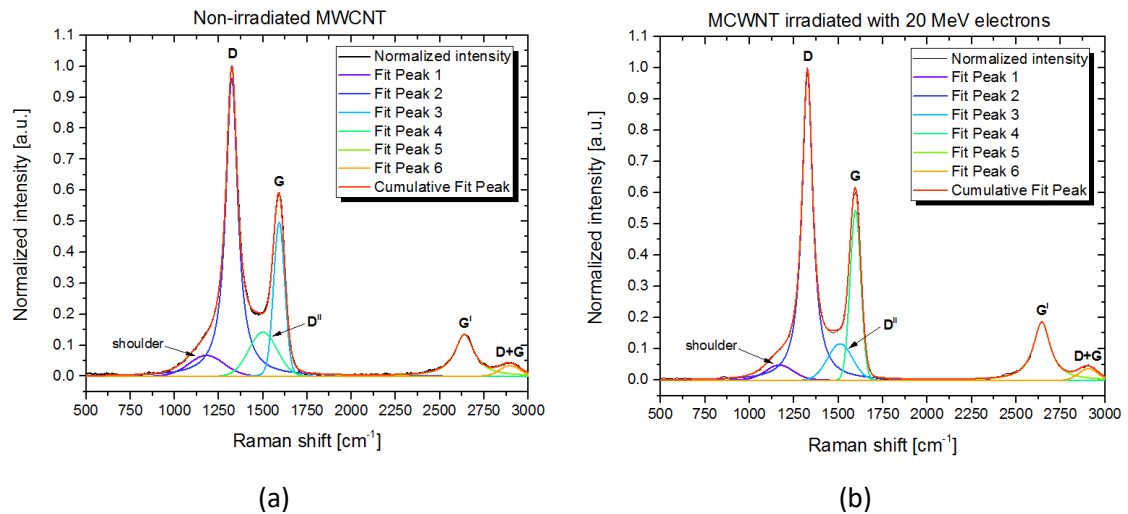 Non-irradiated MWCNT
1.1
1.0
0.9
0.8
0.7
0.6
0.5
0.4
0.3
0.2
0.1
0.0
Normalized intensity [a.u.]
D
G
D^II
shoulder
G^I
D+G
Normalized intensity
Fit Peak 1
Fit Peak 2
Fit Peak 3
Fit Peak 4
Fit Peak 5
Fit Peak 6
Cumulative Fit Peak
500 750 1000 1250 1500 1750 2000 2250 2500 2750 3000
Raman shift [cm⁻¹]
(a)
MCWNT irradiated with 20 MeV electrons
1.1
1.0
0.9
0.8
0.7
0.6
0.5
0.4
0.3
0.2
0.1
0.0
Normalized intensity [a.u.]
D
G
D^II
shoulder
G^I
D+G
Normalized intensity
Fit Peak 1
Fit Peak 2
Fit Peak 3
Fit Peak 4
Fit Peak 5
Fit Peak 6
Cumulative Fit Peak
500 750 1000 1250 1500 1750 2000 2250 2500 2750 3000
Raman shift [cm⁻¹]
(b)